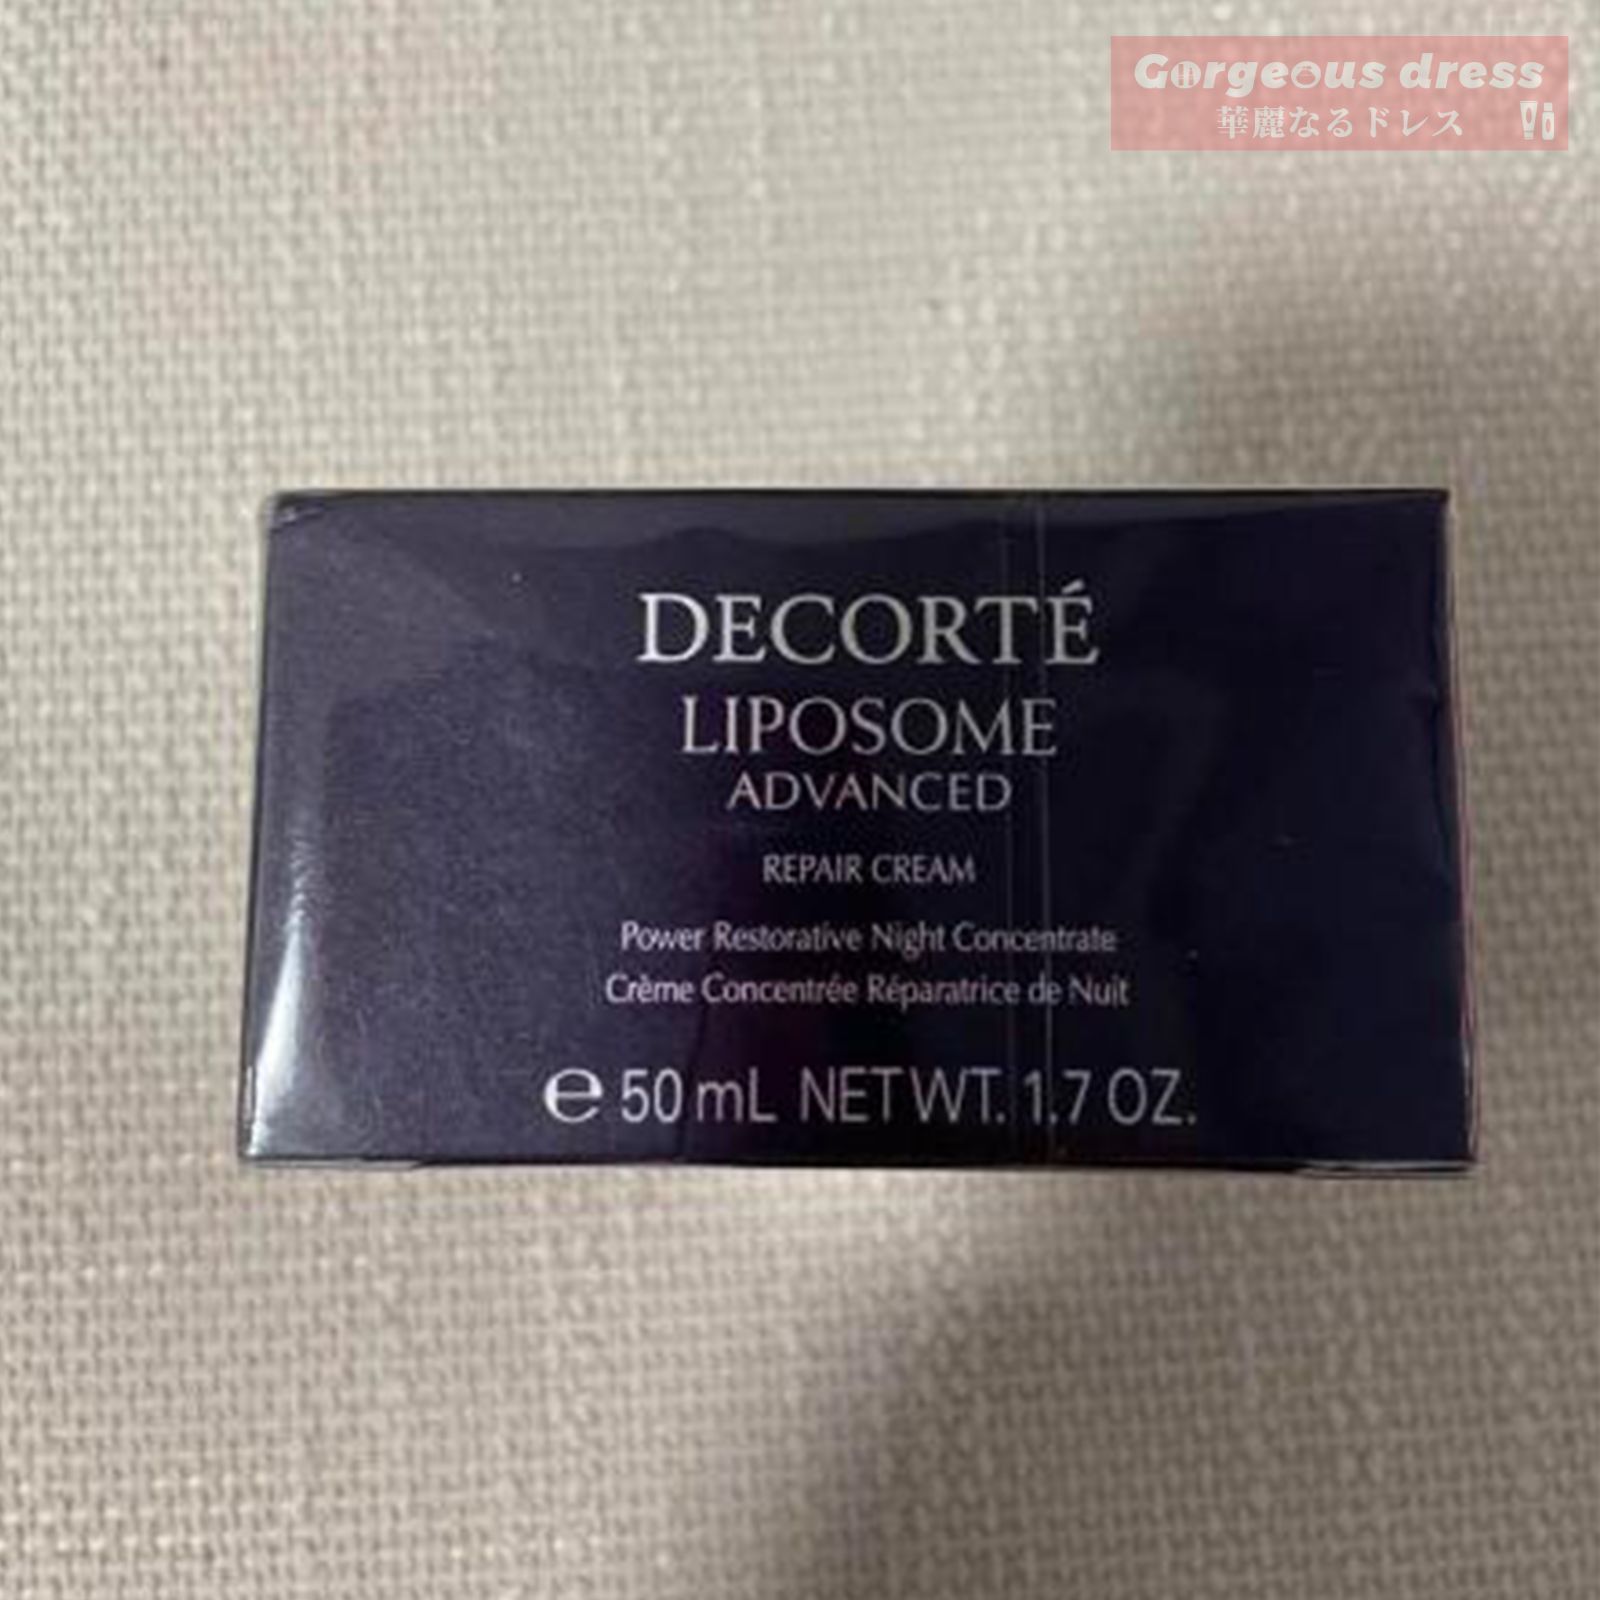 Gorgeous dress
華麗なるドレス
DECORTÉ
LIPOSOME
ADVANCED
REPAIR CREAM
Power Restorative Night Concentrate
Crème Concentrée Réparatrice de Nuit
℮ 50 mL NET WT. 1.7 OZ.